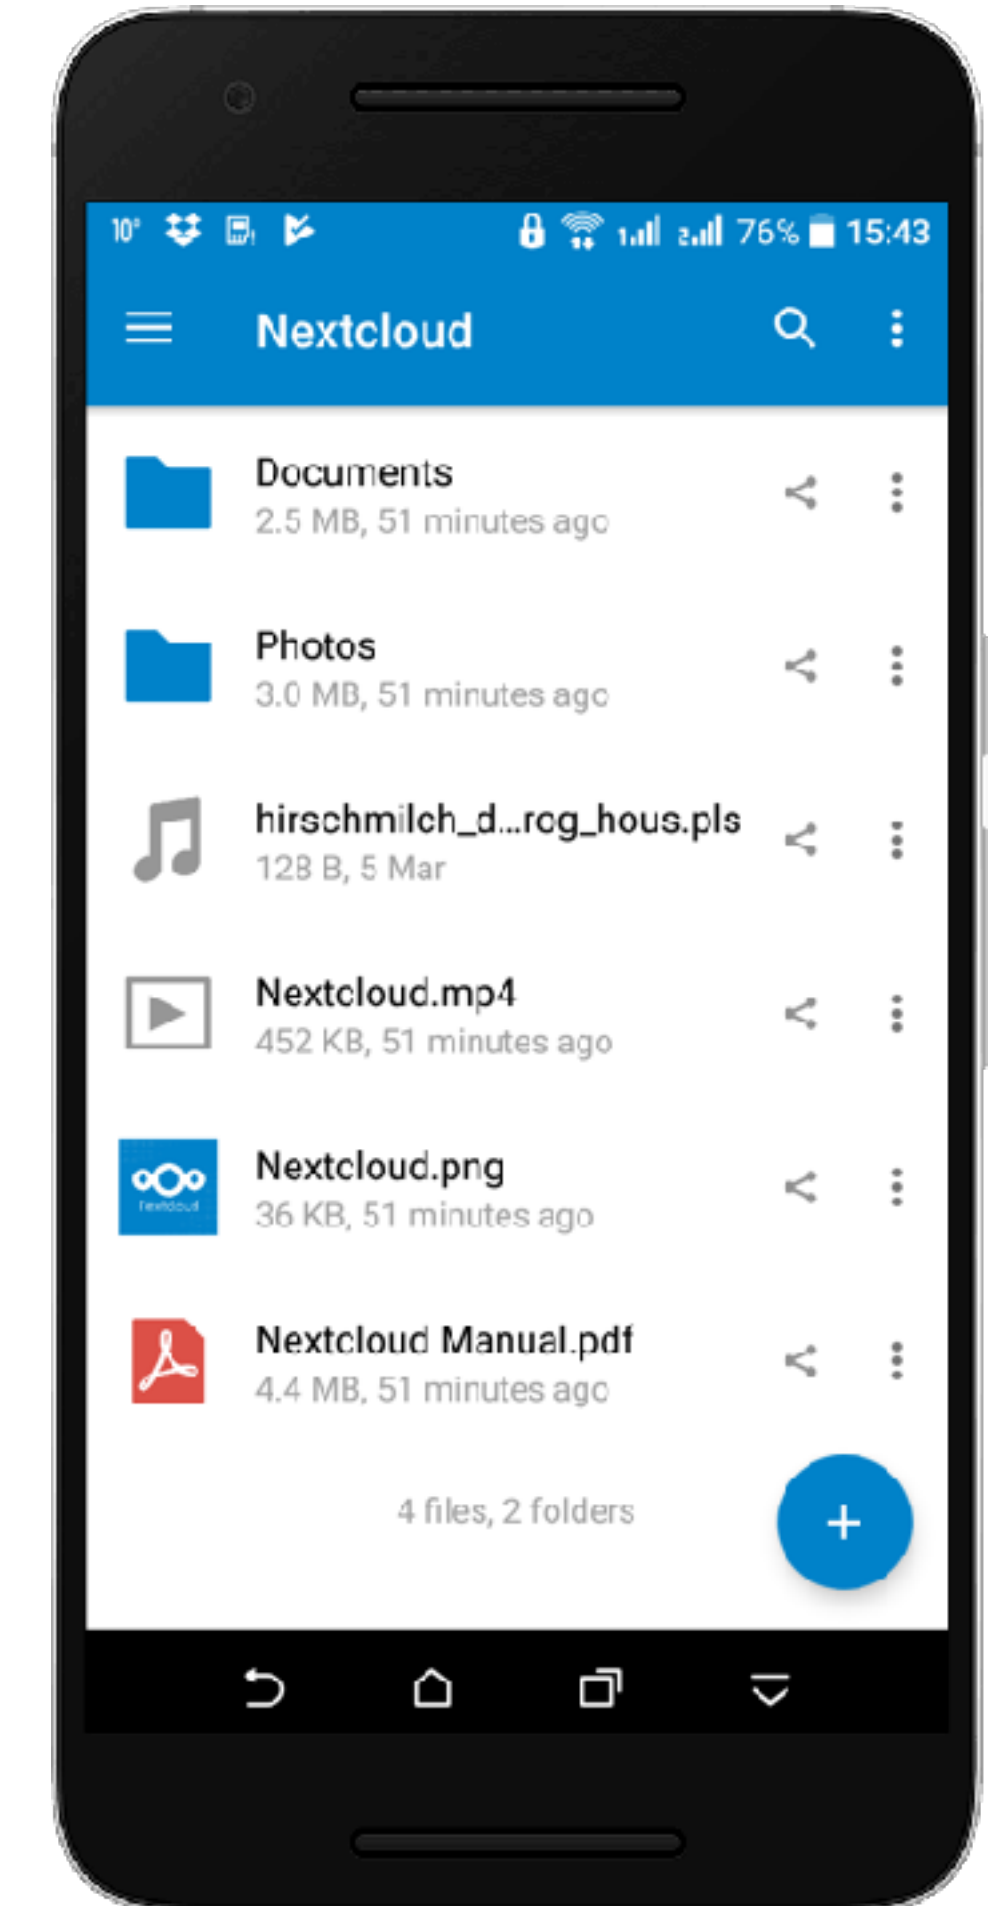 10° 76% 15:43
Nextcloud
Documents
2.5 MB, 51 minutes ago
Photos
3.0 MB, 51 minutes ago
hirschmilch_d...rog_hous.pls
128 B, 5 Mar
Nextcloud.mp4
452 KB, 51 minutes ago
Nextcloud
Nextcloud.png
36 KB, 51 minutes ago
Nextcloud Manual.pdf
4.4 MB, 51 minutes ago
4 files, 2 folders